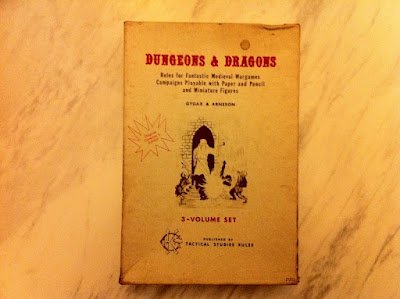 DUNGEONS & DRAGONS
Rules for Fantastic Medieval Wargames
Campaigns Playable with Paper and Pencil
and Miniature Figures
GYGAX & ARNESON
3-VOLUME SET
PUBLISHED BY
TACTICAL STUDIES RULES